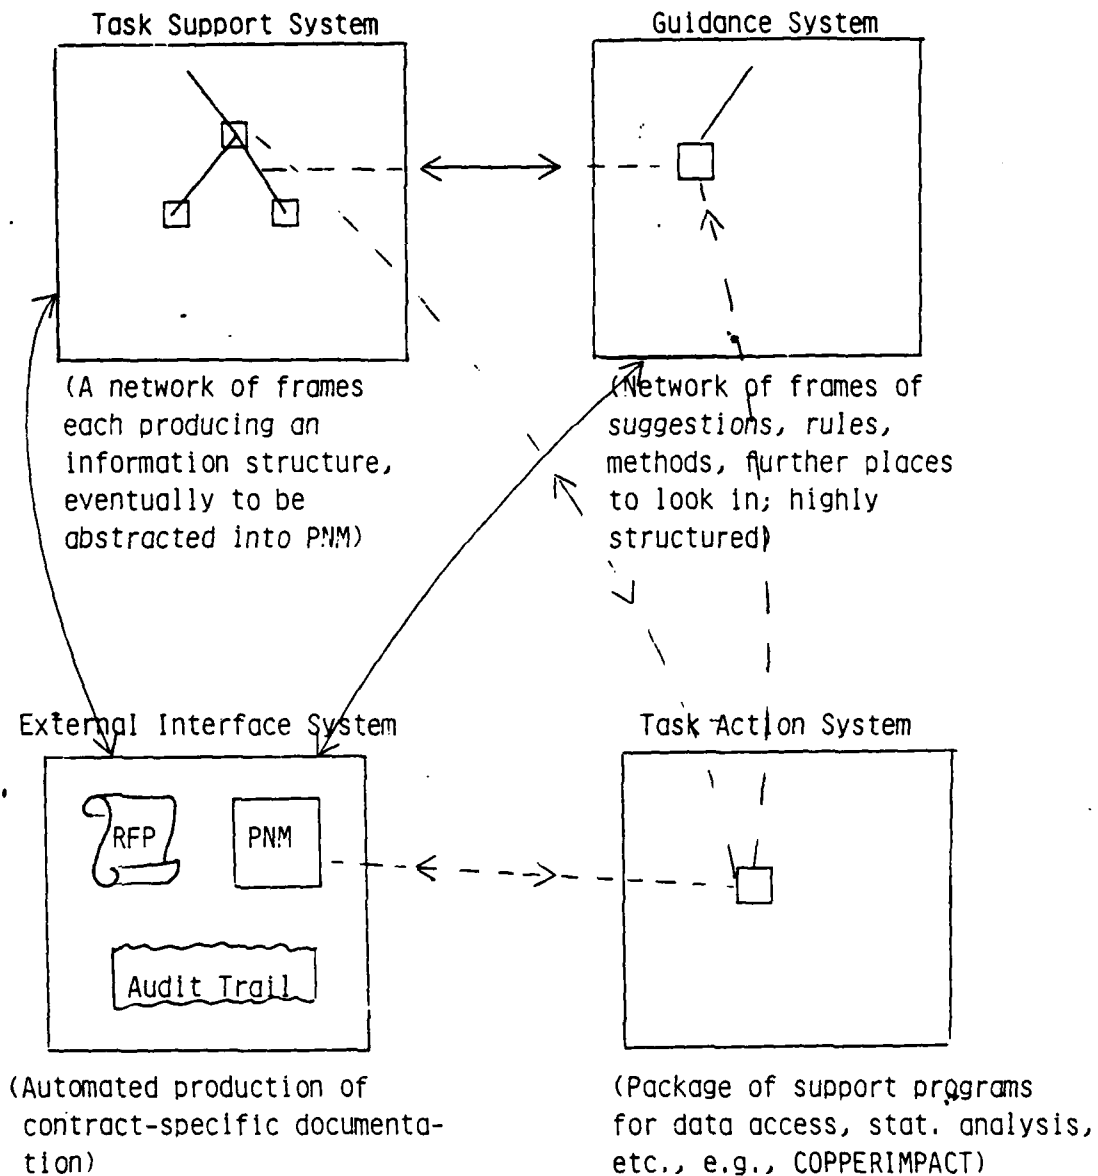 Task Support System
Guidance System
(A network of frames
each producing an
information structure,
eventually to be
abstracted into PNM)
(Network of frames of
suggestions, rules,
methods, further places
to look in; highly
structured)
External Interface System
Task Action System
RFP
PNM
Audit Trail
(Automated production of
contract-specific documenta-
tion)
(Package of support programs
for data access, stat. analysis,
etc., e.g., COPPERIMPACT)